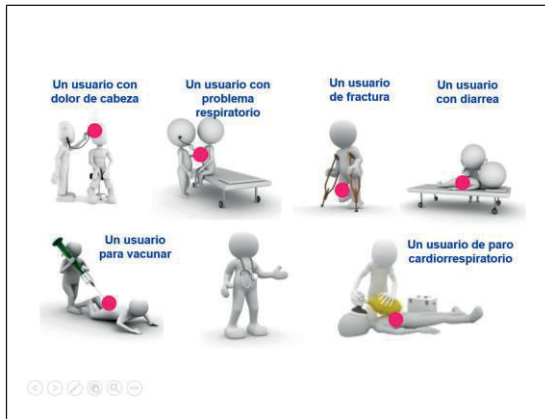 Un usuario con
dolor de cabeza
Un usuario con
problema
respiratorio
Un usuario
de fractura
Un usuario
con diarrea
Un usuario
para vacunar
Un usuario de paro
cardiorrespiratorio